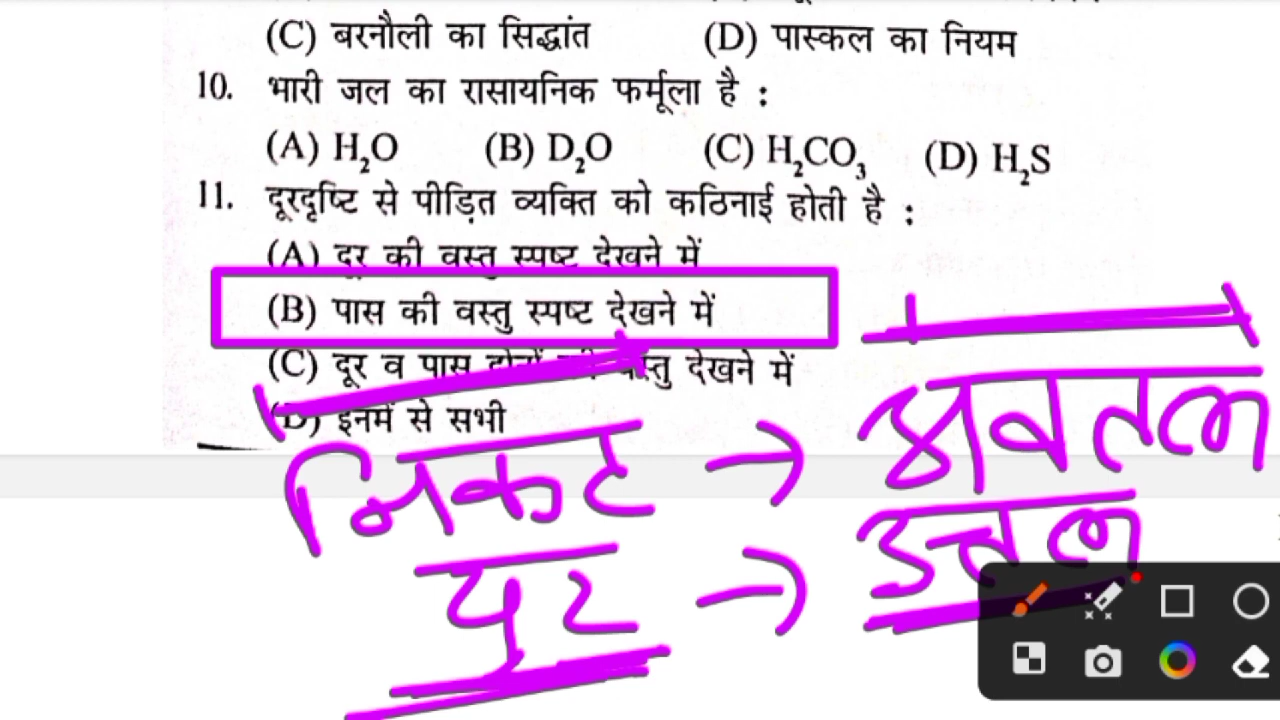 (C) बरनौली का सिद्धांत (D) पास्कल का नियम
10. भारी जल का रासायनिक फर्मूला है :
(A) H₂O (B) D₂O (C) H₂CO₃ (D) H₂S
11. दूरदृष्टि से पीड़ित व्यक्ति को कठिनाई होती है :
(A) दूर की वस्तु स्पष्ट देखने में
(B) पास की वस्तु स्पष्ट देखने में
(C) दूर व पास दोनों की वस्तु देखने में
(D) इनमें से सभी
निकट → अवतल
दूर → उत्तल